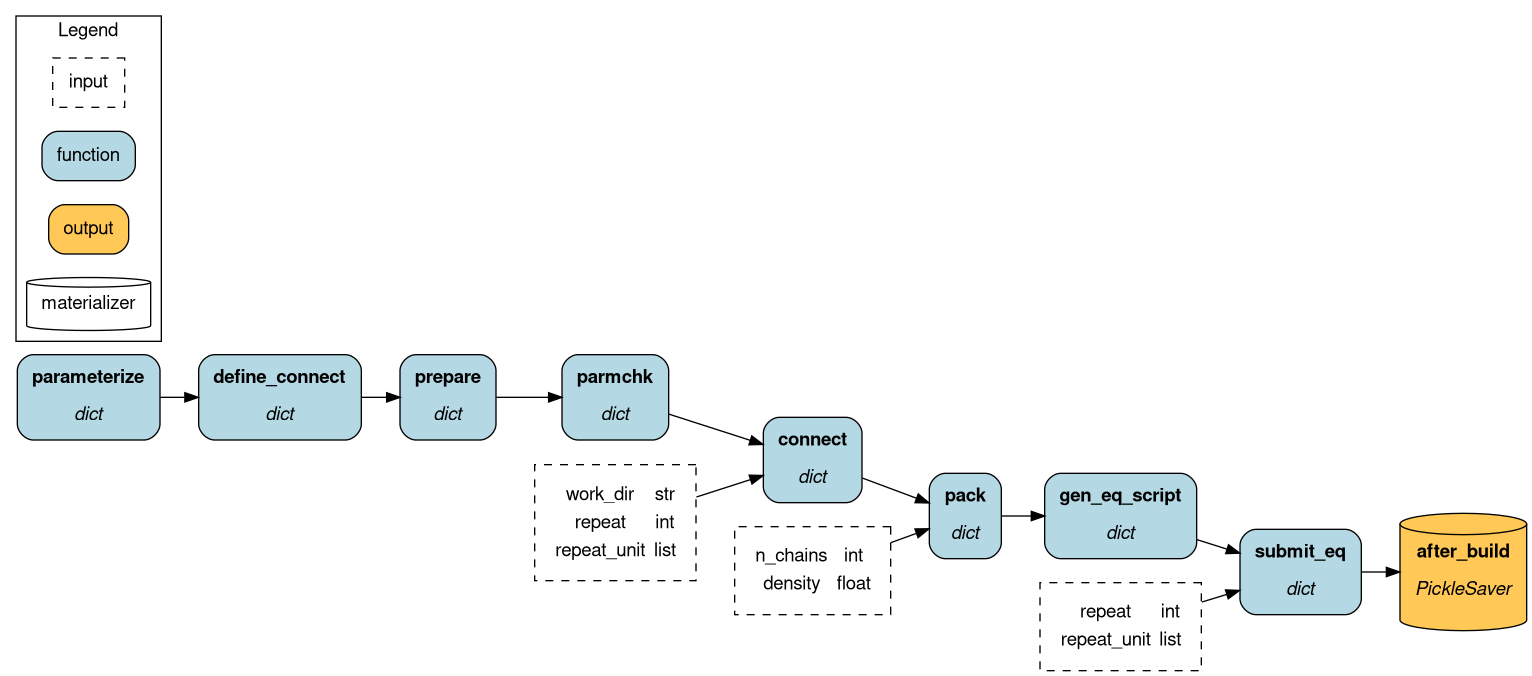 Legend
input
function
output
materializer
parameterize
dict
define_connect
dict
prepare
dict
parmchk
dict
work_dir str
repeat int
repeat_unit list
connect
dict
n_chains int
density float
pack
dict
gen_eq_script
dict
repeat int
repeat_unit list
submit_eq
dict
after_build
PickleSaver